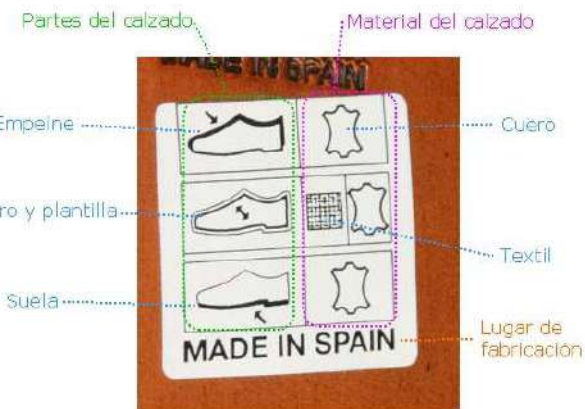 Partes del calzado
Material del calzado
MADE IN SPAIN
Empeine
Cuero
ro y plantilla
Textil
Suela
MADE IN SPAIN
Lugar de
fabricación